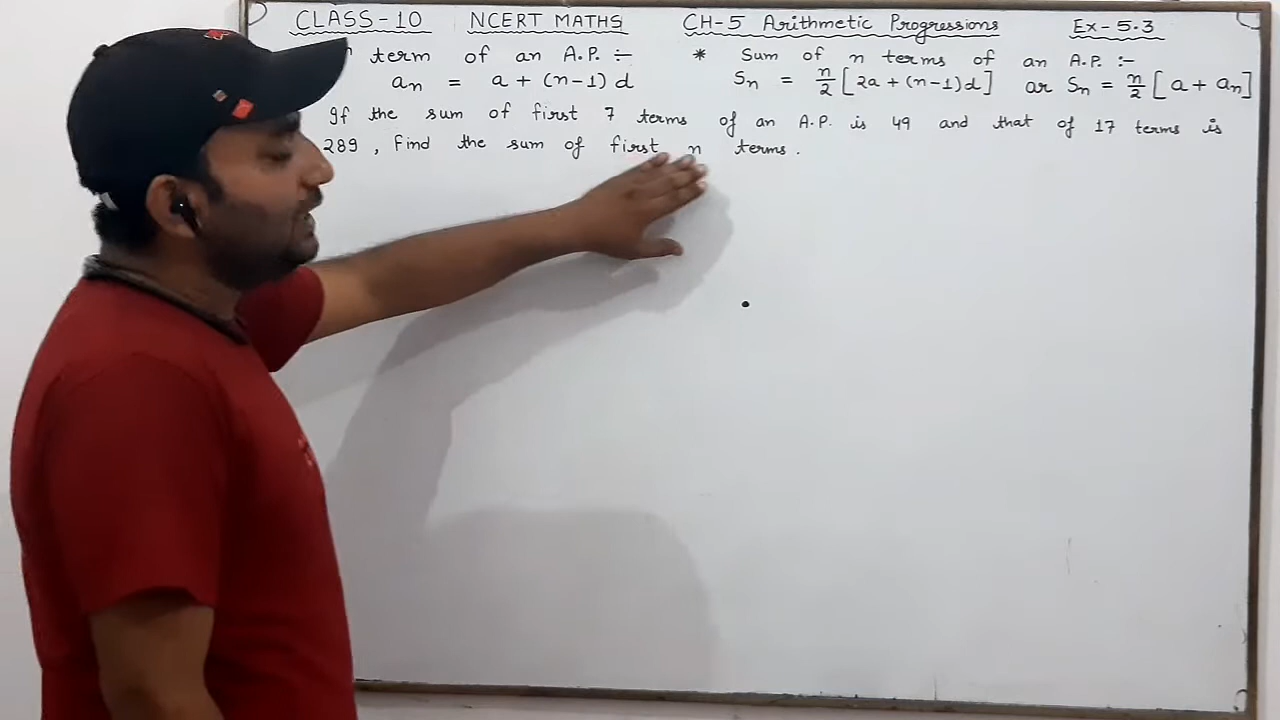 CLASS-10 NCERT MATHS CH-5 Arithmetic Progressions Ex-5.3
term of an A.P. :- * Sum of n terms of an A.P. :-
an = a + (n-1) d Sn = n/2 [2a + (n-1) d] or Sn = n/2 [a + an]
If the sum of first 7 terms of an A.P. is 49 and that of 17 terms is
289 , Find the sum of first n terms .